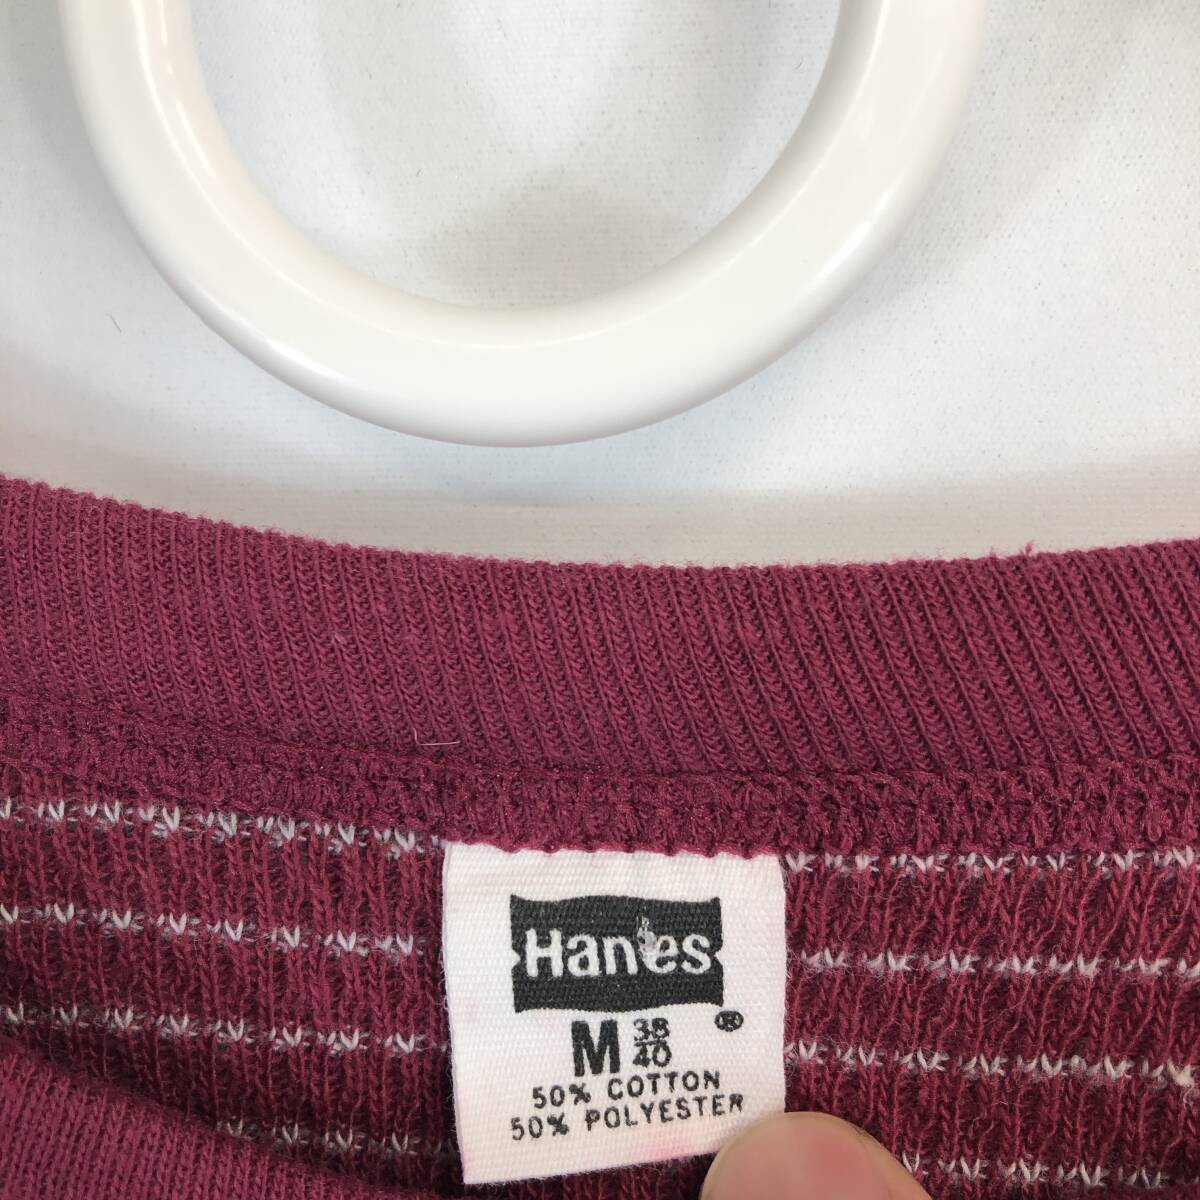 Hanes
®
M 38/40
50% COTTON
50% POLYESTER